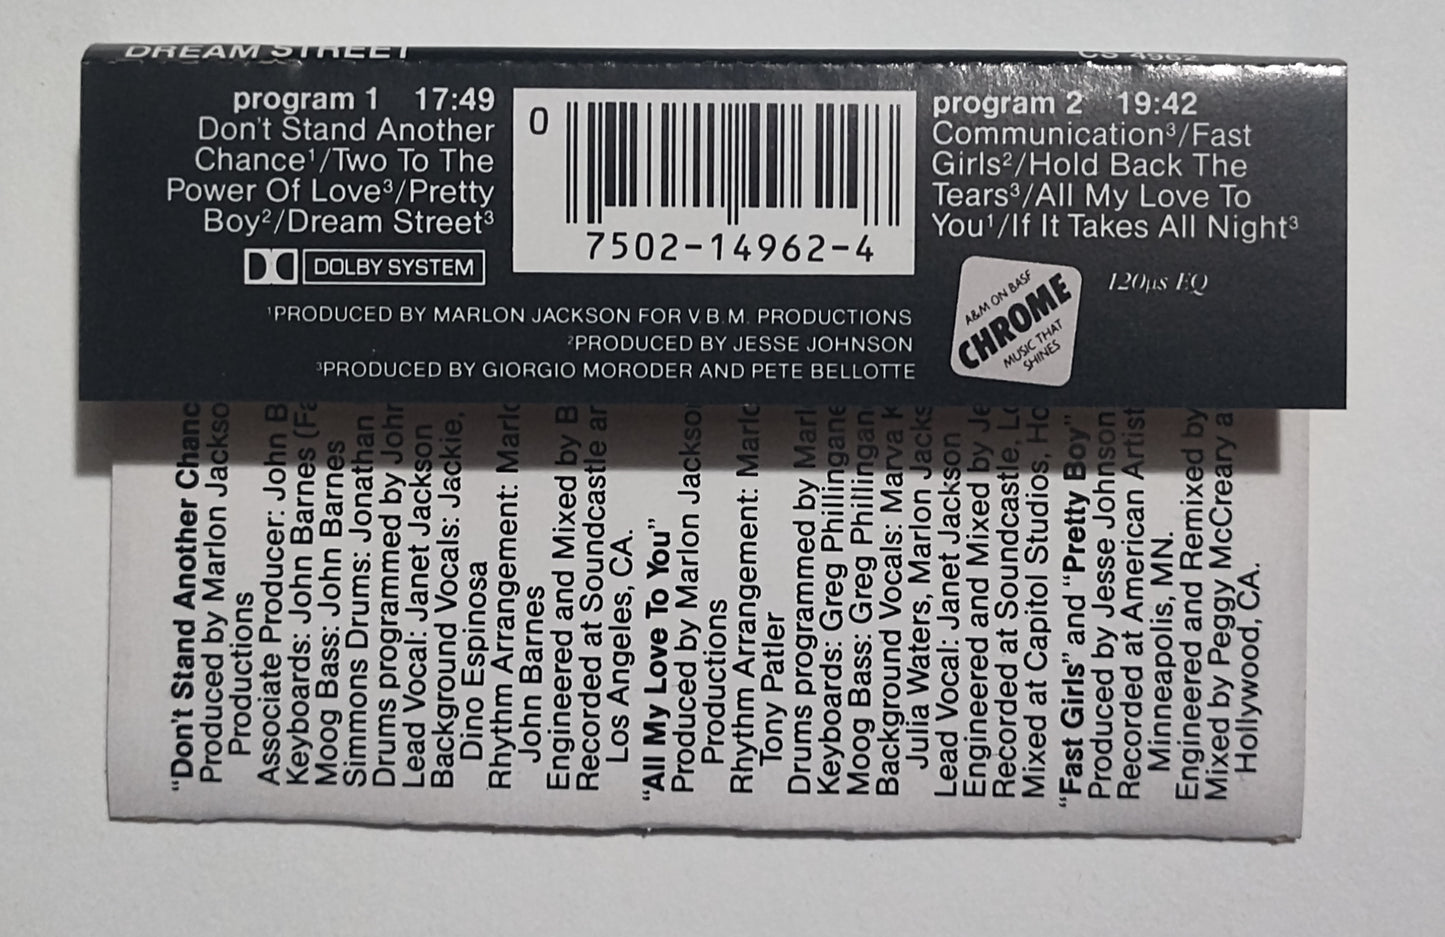 DREAM STREET
CS 4962
program 1 17:49
Don't Stand Another
Chance¹/Two To The
Power Of Love³/Pretty
Boy²/Dream Street³
DOLBY SYSTEM
0
7502-14962-4
program 2 19:42
Communication³/Fast
Girls²/Hold Back The
Tears³/All My Love To
You¹/If It Takes All Night³
A&M ON BASF
CHROME
MUSIC THAT
SHINES
120μs EQ
¹PRODUCED BY MARLON JACKSON FOR V.B.M. PRODUCTIONS
²PRODUCED BY JESSE JOHNSON
³PRODUCED BY GIORGIO MORODER AND PETE BELLOTTE
"Don't Stand Another
Produced by Marlon
Productions
Associate Producer: John
Keyboards: John Barnes
Moog Bass: John Barnes
Simmons Drums: Jonathan
Drums programmed by
Lead Vocal: Janet Jackson
Background Vocals: Jackie,
Dino Espinosa
Rhythm Arrangement:
John Barnes
Engineered and Mixed by
Recorded at Soundcastle
Los Angeles, CA.
"All My Love To You"
Produced by Marlon
Productions
Rhythm Arrangement:
Tony Patler
Drums programmed by
Keyboards: Greg
Moog Bass: Greg
Background Vocals: Marva
Julia Waters, Marlon
Lead Vocal: Janet Jackson
Engineered and Mixed by
Recorded at Soundcastle,
Mixed at Capitol Studios,
"Fast Girls" and "Pretty Boy"
Produced by Jesse Johnson
Recorded at American
Minneapolis, MN.
Engineered and Remixed by
Mixed by Peggy McCreary
Hollywood, CA.